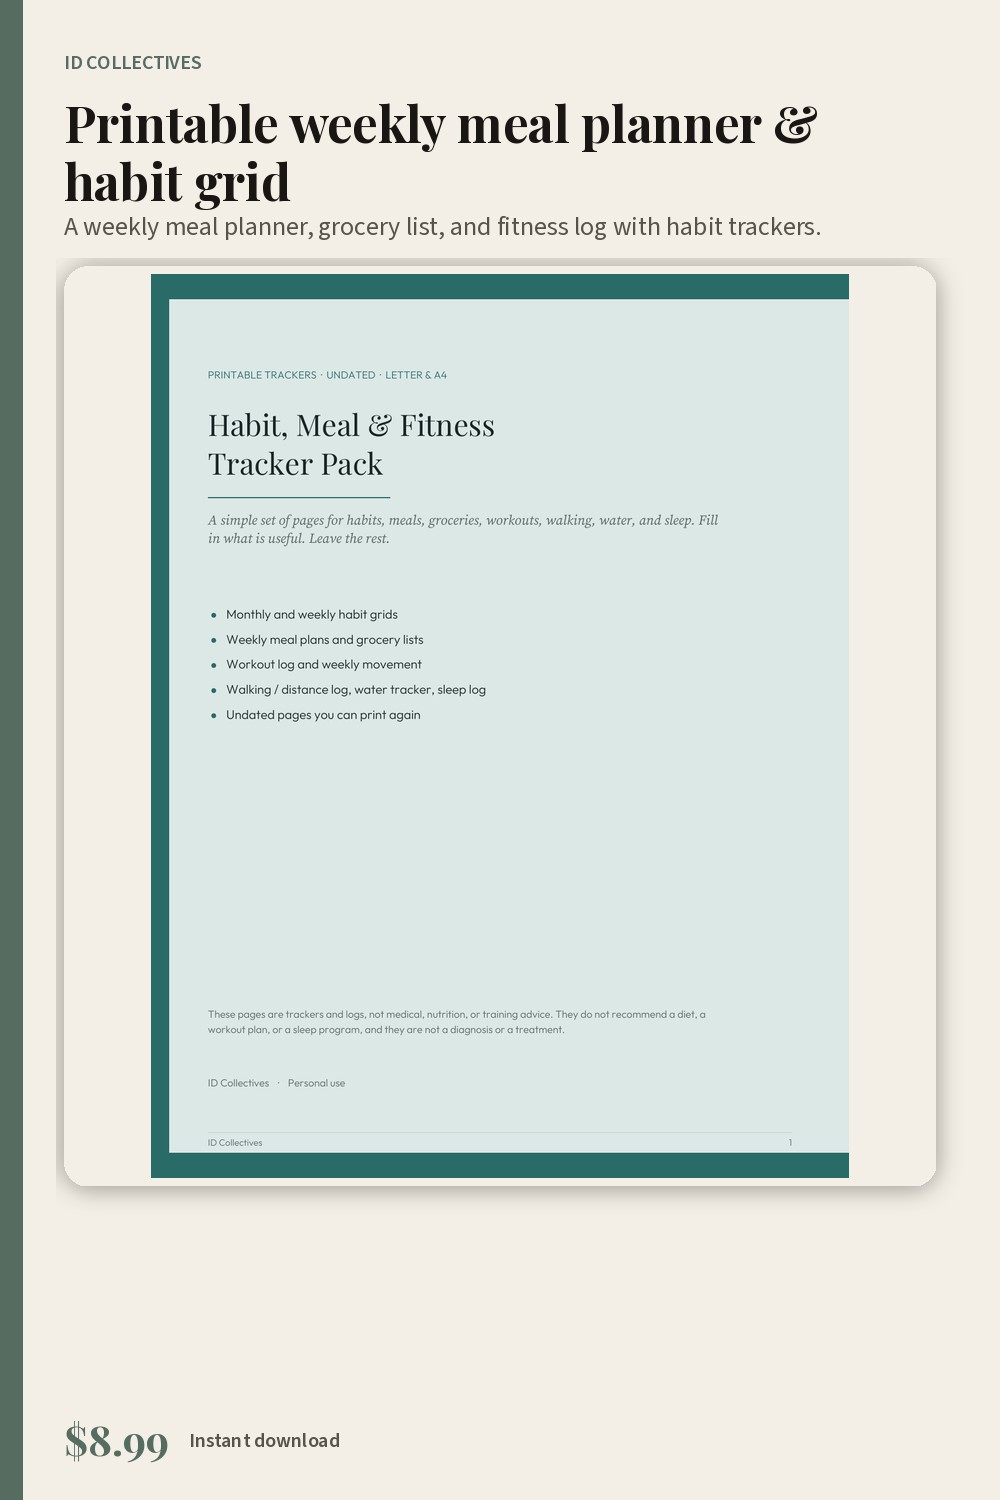 ID COLLECTIVES
Printable weekly meal planner &
habit grid
A weekly meal planner, grocery list, and fitness log with habit trackers.
PRINTABLE TRACKERS · UNDATED · LETTER & A4
Habit, Meal & Fitness
Tracker Pack
A simple set of pages for habits, meals, groceries, workouts, walking, water, and sleep. Fill
in what is useful. Leave the rest.
• Monthly and weekly habit grids
• Weekly meal plans and grocery lists
• Workout log and weekly movement
• Walking / distance log, water tracker, sleep log
• Undated pages you can print again
These pages are trackers and logs, not medical, nutrition, or training advice. They do not recommend a diet, a
workout plan, or a sleep program, and they are not a diagnosis or a treatment.
ID Collectives · Personal use
ID Collectives 1
$8.99 Instant download